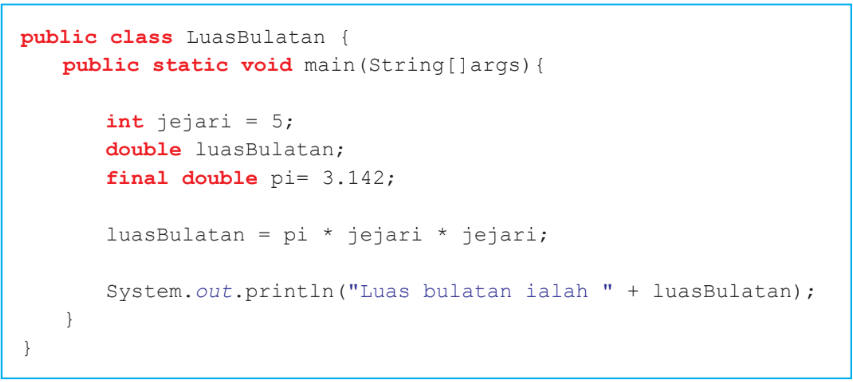 public class LuasBulatan {
public static void main(String[]args){
int jejari = 5;
double luasBulatan;
final double pi= 3.142;
luasBulatan = pi * jejari * jejari;
System.out.println("Luas bulatan ialah " + luasBulatan);
}
}